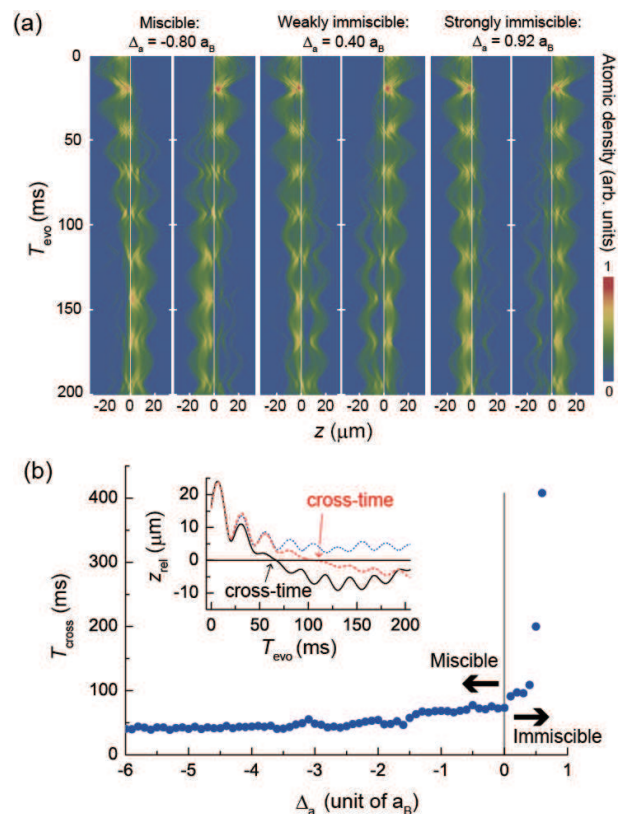 (a)
Miscible:
Δa = -0.80 aB
Weakly immiscible:
Δa = 0.40 aB
Strongly immiscible:
Δa = 0.92 aB
0
50
100
150
200
Tevo (ms)
-20 0 20 -20 0 20 -20 0 20 -20 0 20 -20 0 20 -20 0 20
z (μm)
Atomic density (arb. units)
1
0
(b)
400
300
200
100
0
Tcross (ms)
20
10
0
-10
zrel (μm)
cross-time
cross-time
0 50 100 150 200
Tevo (ms)
Miscible
Immiscible
-6 -5 -4 -3 -2 -1 0 1
Δa (unit of aB)